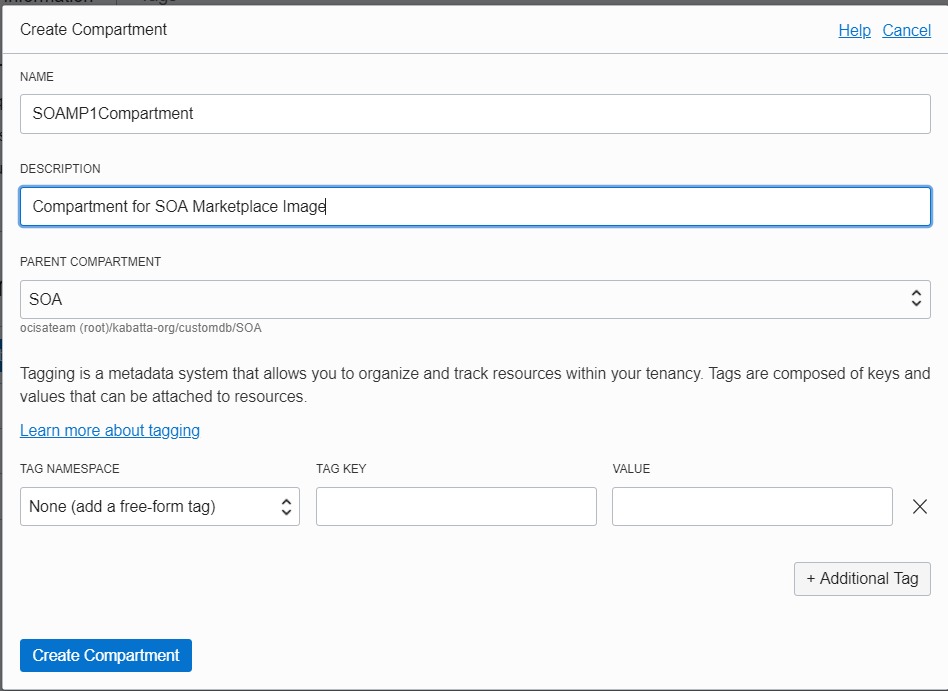 Create Compartment
Help Cancel
NAME
SOAMP1Compartment
DESCRIPTION
Compartment for SOA Marketplace Image
PARENT COMPARTMENT
SOA
ocisateam (root)/kabatta-org/customdb/SOA
Tagging is a metadata system that allows you to organize and track resources within your tenancy. Tags are composed of keys and
values that can be attached to resources.
Learn more about tagging
TAG NAMESPACE TAG KEY VALUE
None (add a free-form tag)
+ Additional Tag
Create Compartment